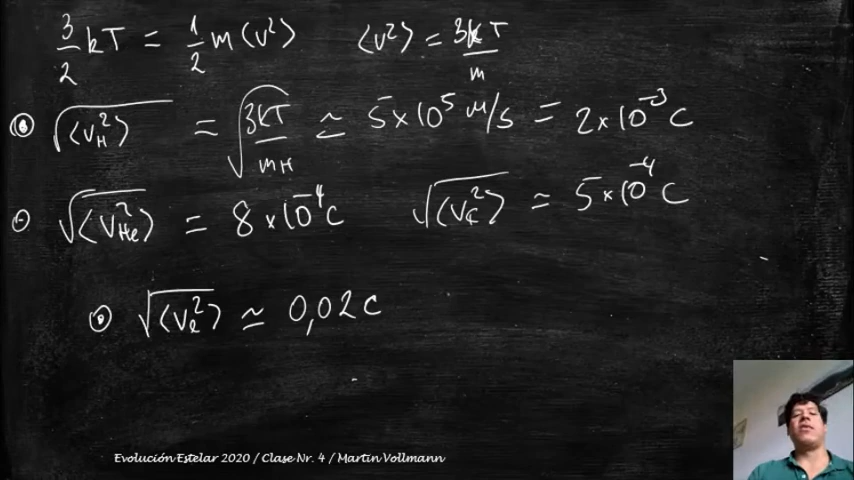 3/2 kT = 1/2 m ⟨v²⟩ ⟨v²⟩ = 3kT/m
√⟨v_H²⟩ = √(3kT/m_H) ≃ 5×10⁵ m/s = 2×10⁻³ c
√⟨v_He²⟩ = 8×10⁻⁴ c √⟨v_C²⟩ ≃ 5×10⁻⁴ c
√⟨v_e²⟩ ≃ 0,02 c
Evolución Estelar 2020 / Clase Nr. 4 / Martin Vollmann